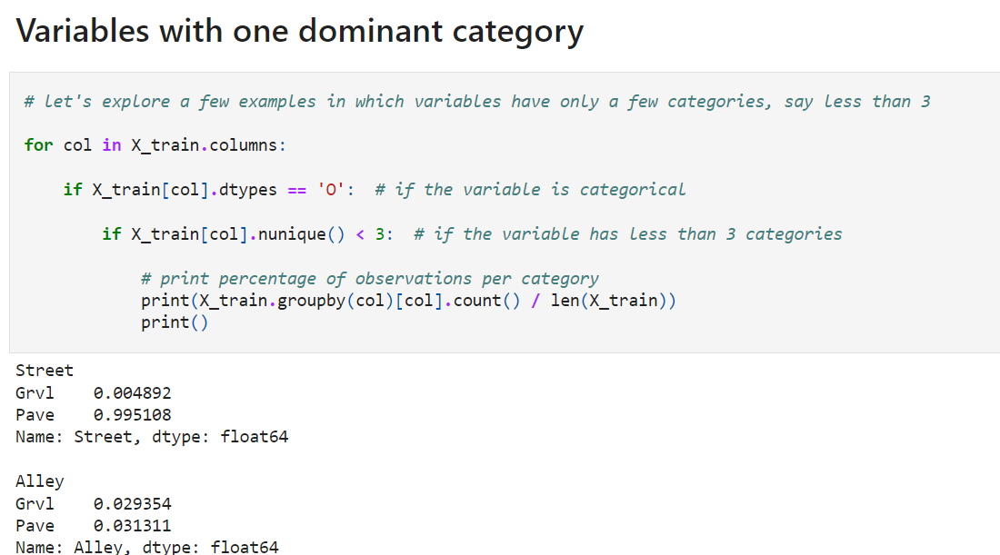 Variables with one dominant category
# let's explore a few examples in which variables have only a few categories, say less than 3
for col in X_train.columns:
if X_train[col].dtypes == 'O':  # if the variable is categorical
if X_train[col].nunique() < 3:  # if the variable has less than 3 categories
# print percentage of observations per category
print(X_train.groupby(col)[col].count() / len(X_train))
print()
Street
Grvl    0.004892
Pave    0.995108
Name: Street, dtype: float64
Alley
Grvl    0.029354
Pave    0.031311
Name: Alley, dtype: float64